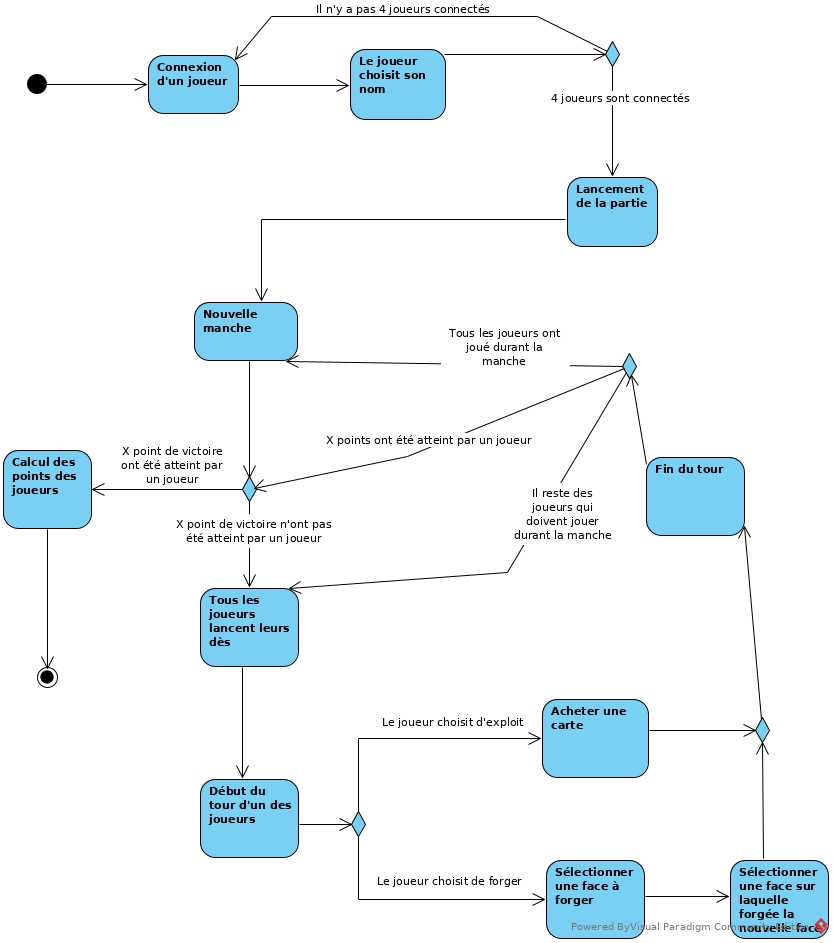 Il n'y a pas 4 joueurs connectés
Connexion
d'un joueur
Le joueur
choisit son
nom
4 joueurs sont connectés
Lancement
de la partie
Nouvelle
manche
Tous les joueurs ont
joué durant la
manche
X points ont été atteint par un joueur
X point de victoire
ont été atteint par
un joueur
Calcul des
points des
joueurs
Fin du tour
Il reste des
joueurs qui
doivent jouer
durant la manche
X point de victoire n'ont pas
été atteint par un joueur
Tous les
joueurs
lancent leurs
dès
Acheter une
carte
Le joueur choisit d'exploit
Début du
tour d'un des
joueurs
Le joueur choisit de forger
Sélectionner
une face à
forger
Sélectionner
une face sur
laquelle
forgée la
nouvelle face
Powered By Visual Paradigm Community Edition